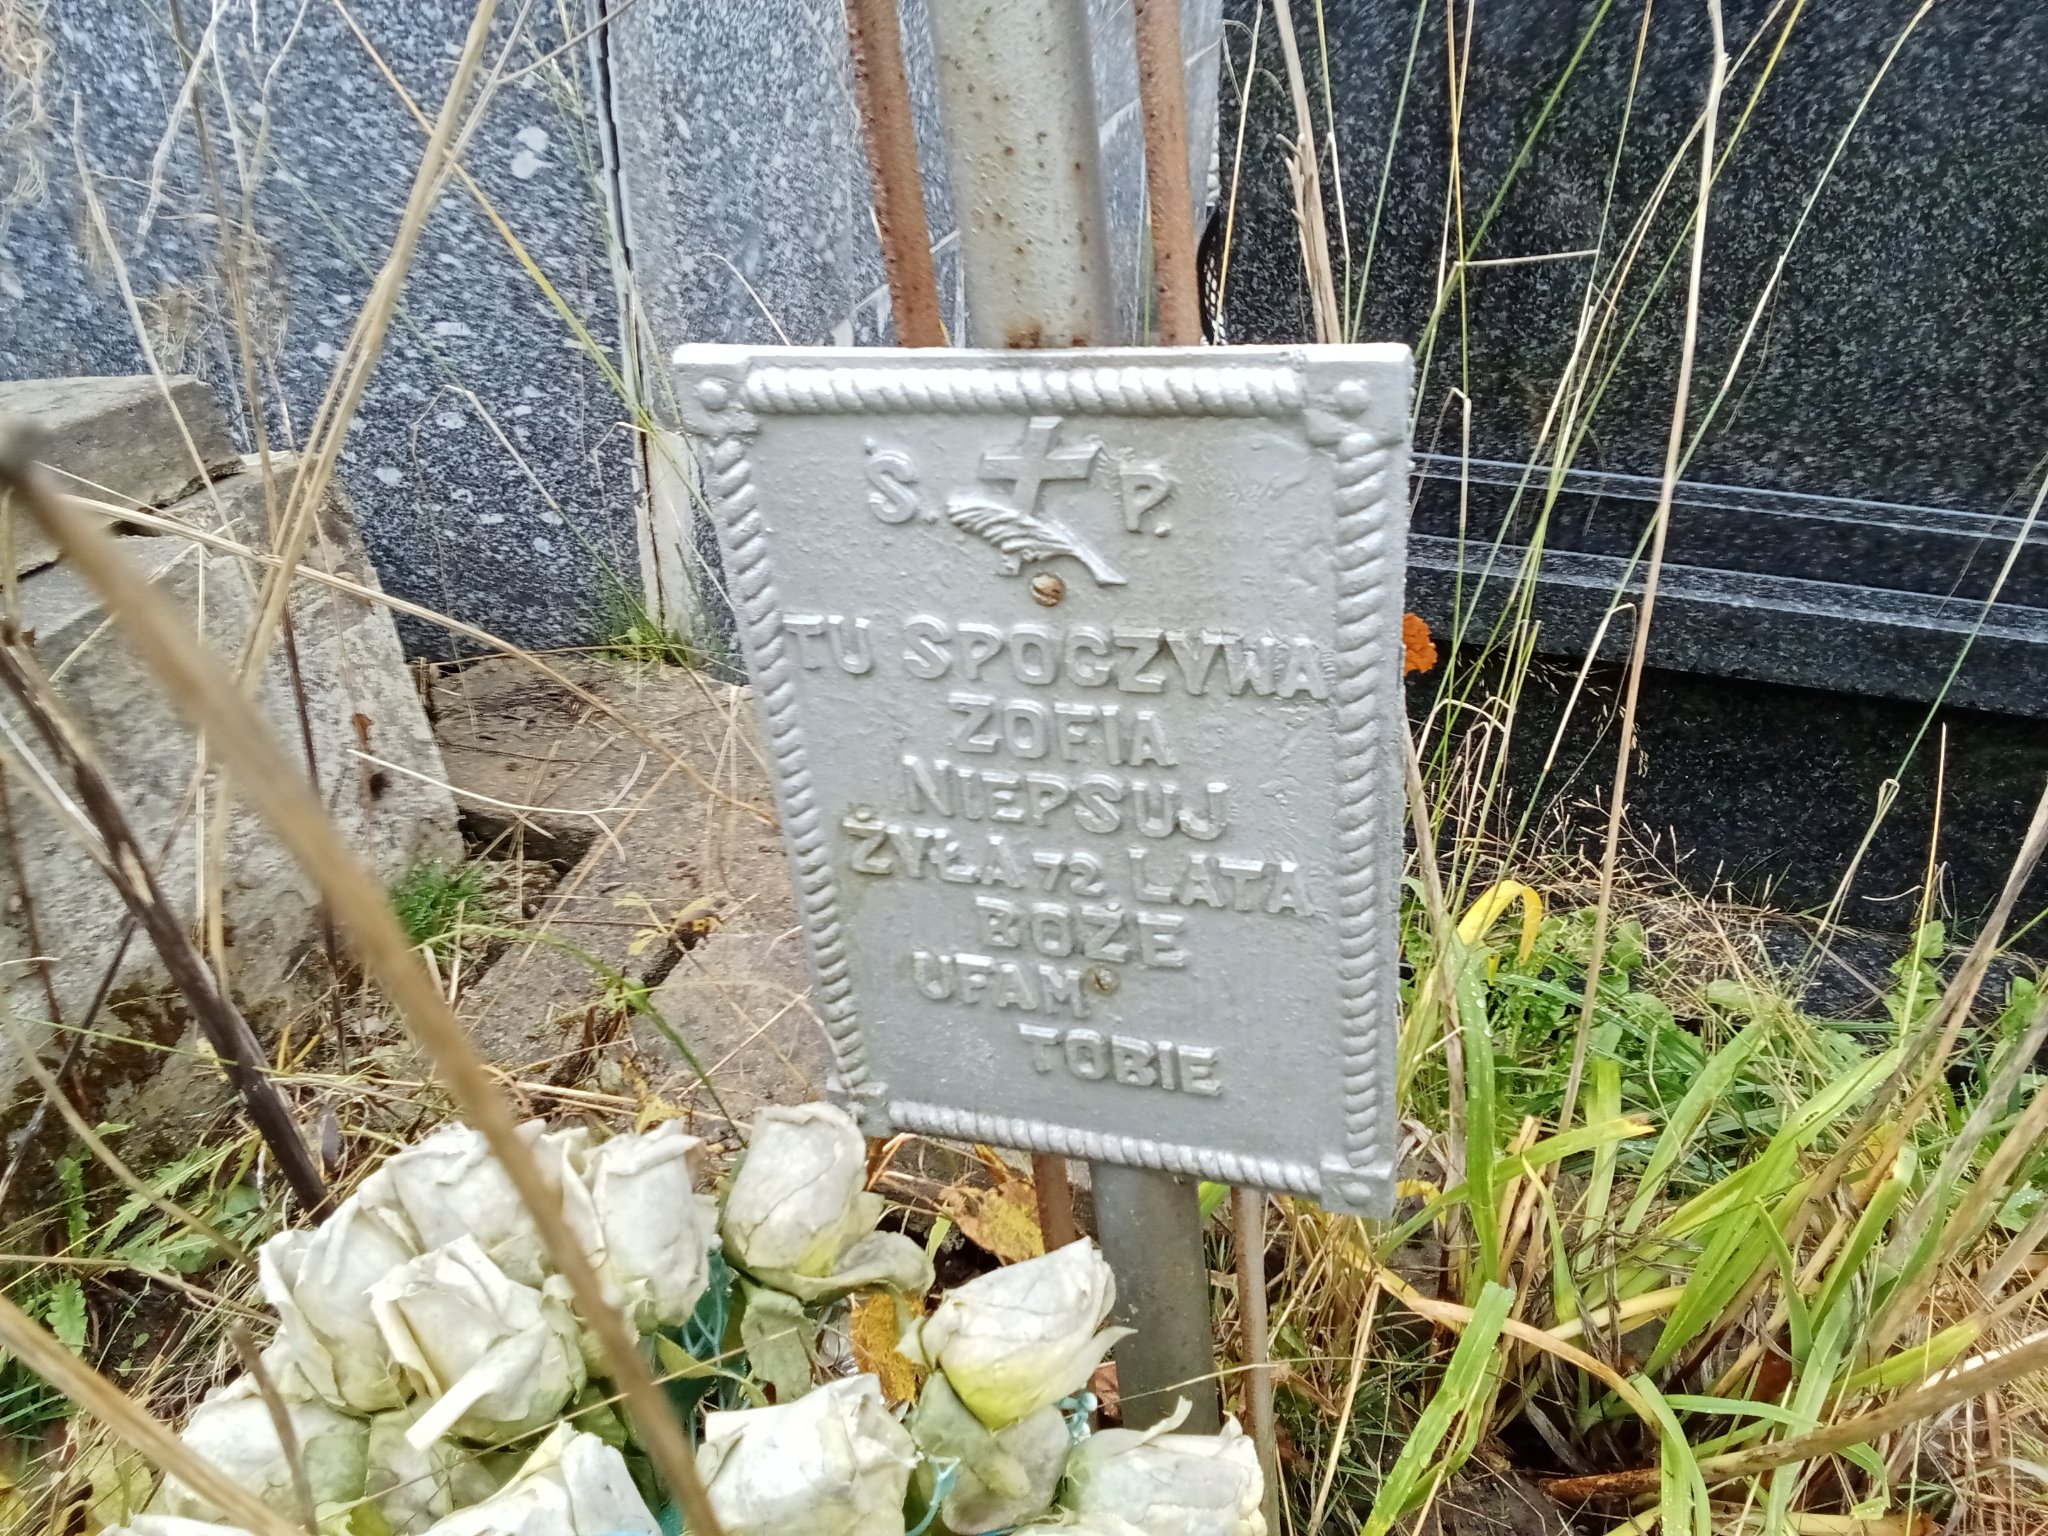 S. P.
TU SPOCZYWA
ZOFIA
NIEPSUJ
ŻYŁA 72 LATA
BOŻE
UFAM
TOBIE